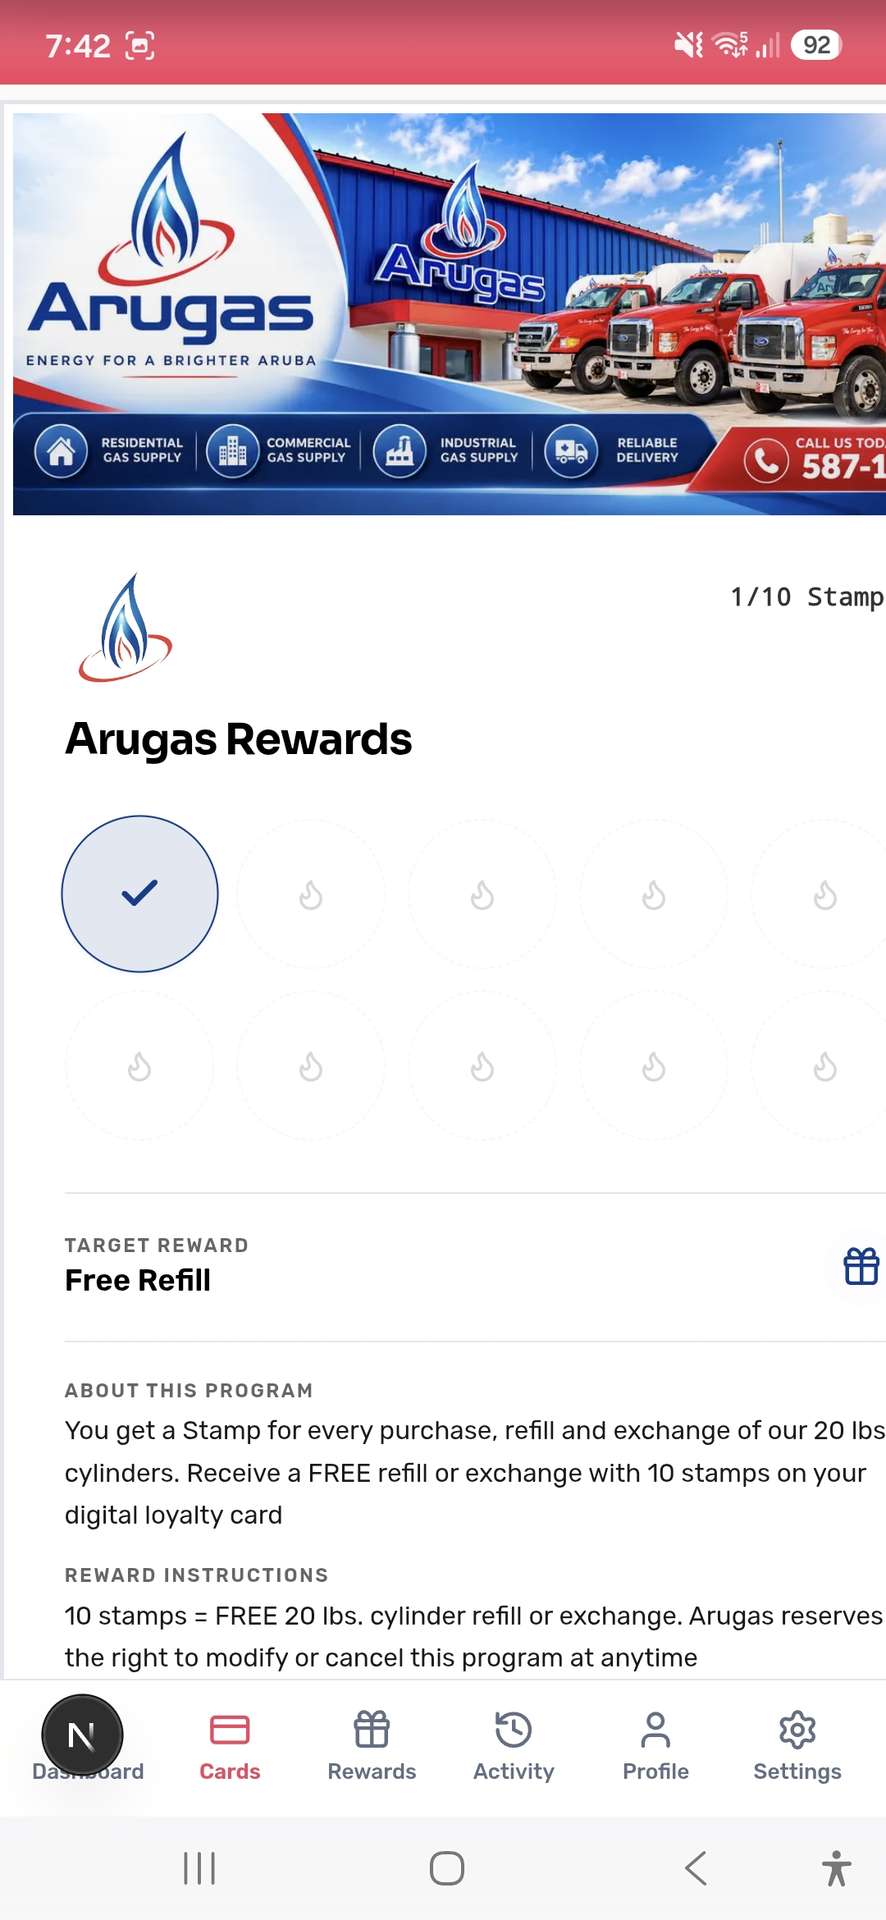 7:42
5
92
Arugas
ENERGY FOR A BRIGHTER ARUBA
Arugas
RESIDENTIAL
GAS SUPPLY
COMMERCIAL
GAS SUPPLY
INDUSTRIAL
GAS SUPPLY
RELIABLE
DELIVERY
CALL US TOD
587-1
1/10 Stamp
Arugas Rewards
TARGET REWARD
Free Refill
ABOUT THIS PROGRAM
You get a Stamp for every purchase, refill and exchange of our 20 lbs
cylinders. Receive a FREE refill or exchange with 10 stamps on your
digital loyalty card
REWARD INSTRUCTIONS
10 stamps = FREE 20 lbs. cylinder refill or exchange. Arugas reserves
the right to modify or cancel this program at anytime
N
Dashboard
Cards
Rewards
Activity
Profile
Settings